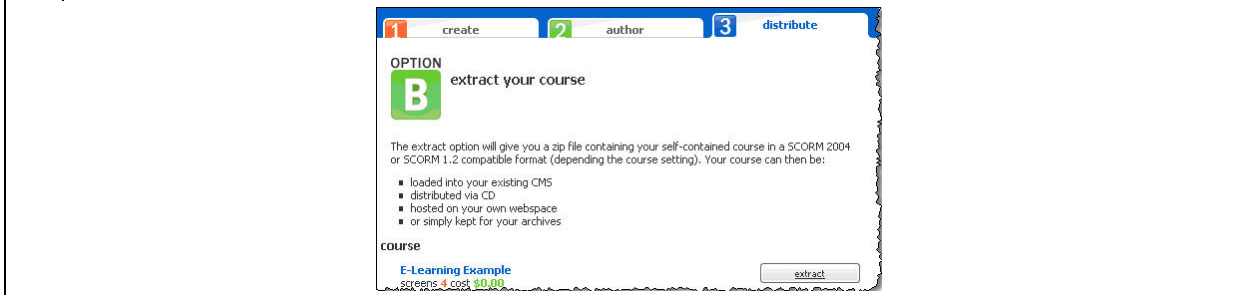 1 create 2 author 3 distribute
OPTION
B extract your course
The extract option will give you a zip file containing your self-contained course in a SCORM 2004
or SCORM 1.2 compatible format (depending the course setting). Your course can then be:
loaded into your existing CMS
distributed via CD
hosted on your own webspace
or simply kept for your archives
course
E-Learning Example extract
screens 4 cost $0.00